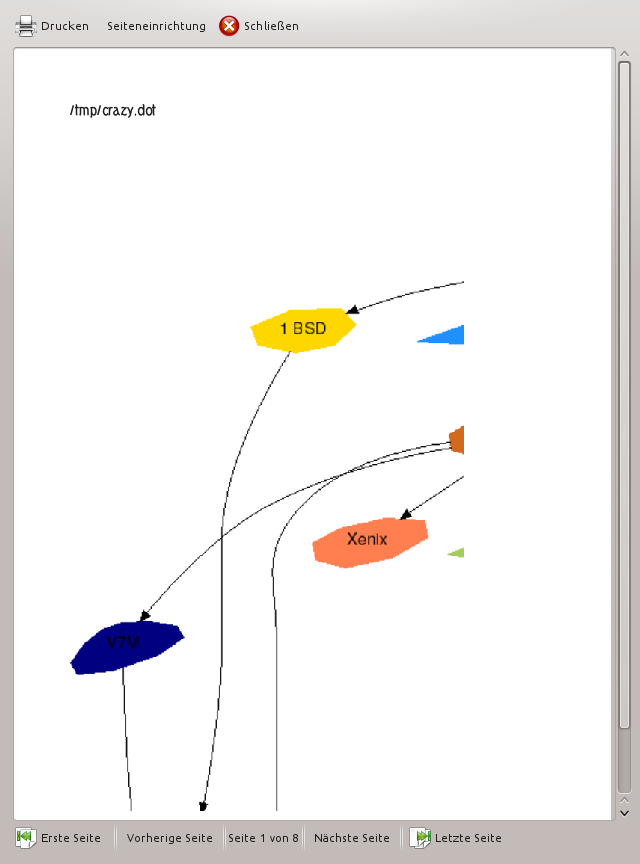 Drucken Seiteneinrichtung Schließen
/tmp/crazy.dot
1 BSD
Xenix
V7M
Erste Seite Vorherige Seite Seite 1 von 8 Nächste Seite Letzte Seite